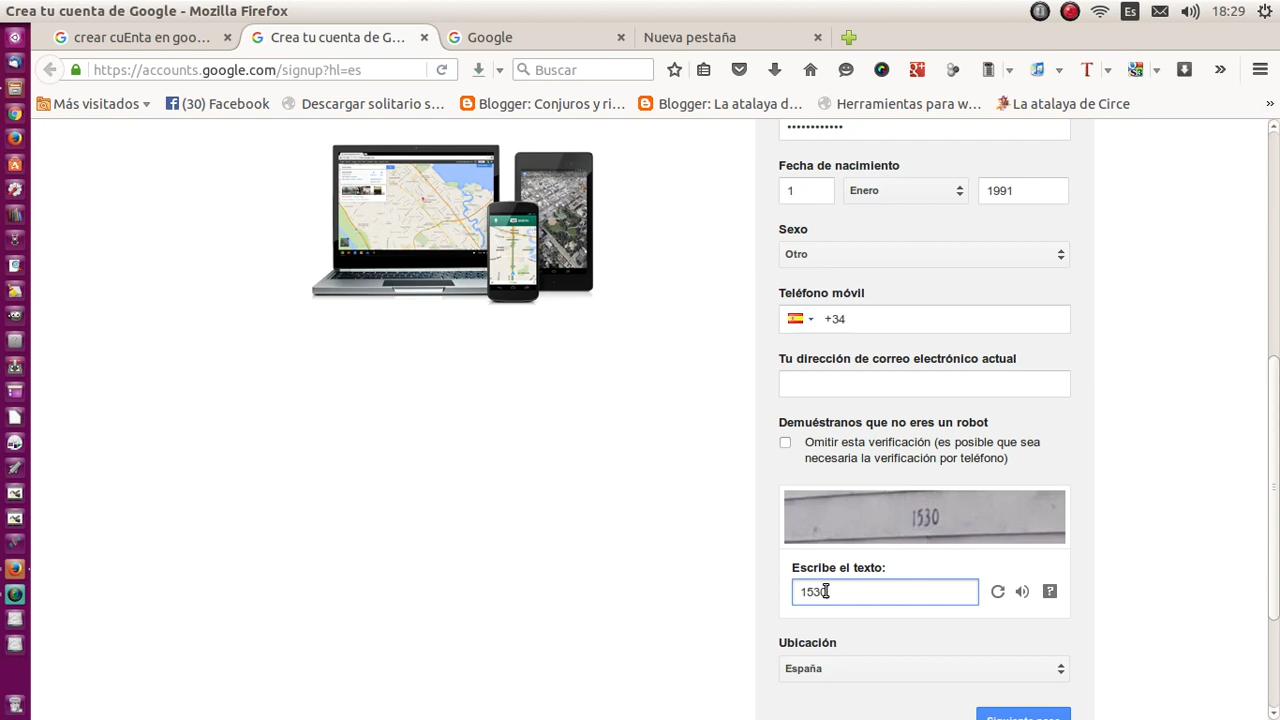 Crea tu cuenta de Google - Mozilla Firefox
Es
18:29
crear cuEnta en goo...
Crea tu cuenta de G...
Google
Nueva pestaña
https://accounts.google.com/signup?hl=es
Buscar
Más visitados
(30) Facebook
Descargar solitario s...
Blogger: Conjuros y ri...
Blogger: La atalaya d...
Herramientas para w...
La atalaya de Circe
Fecha de nacimiento
1
Enero
1991
Sexo
Otro
Teléfono móvil
+34
Tu dirección de correo electrónico actual
Demuéstranos que no eres un robot
Omitir esta verificación (es posible que sea
necesaria la verificación por teléfono)
1530
Escribe el texto:
1530
Ubicación
España
Siguiente paso